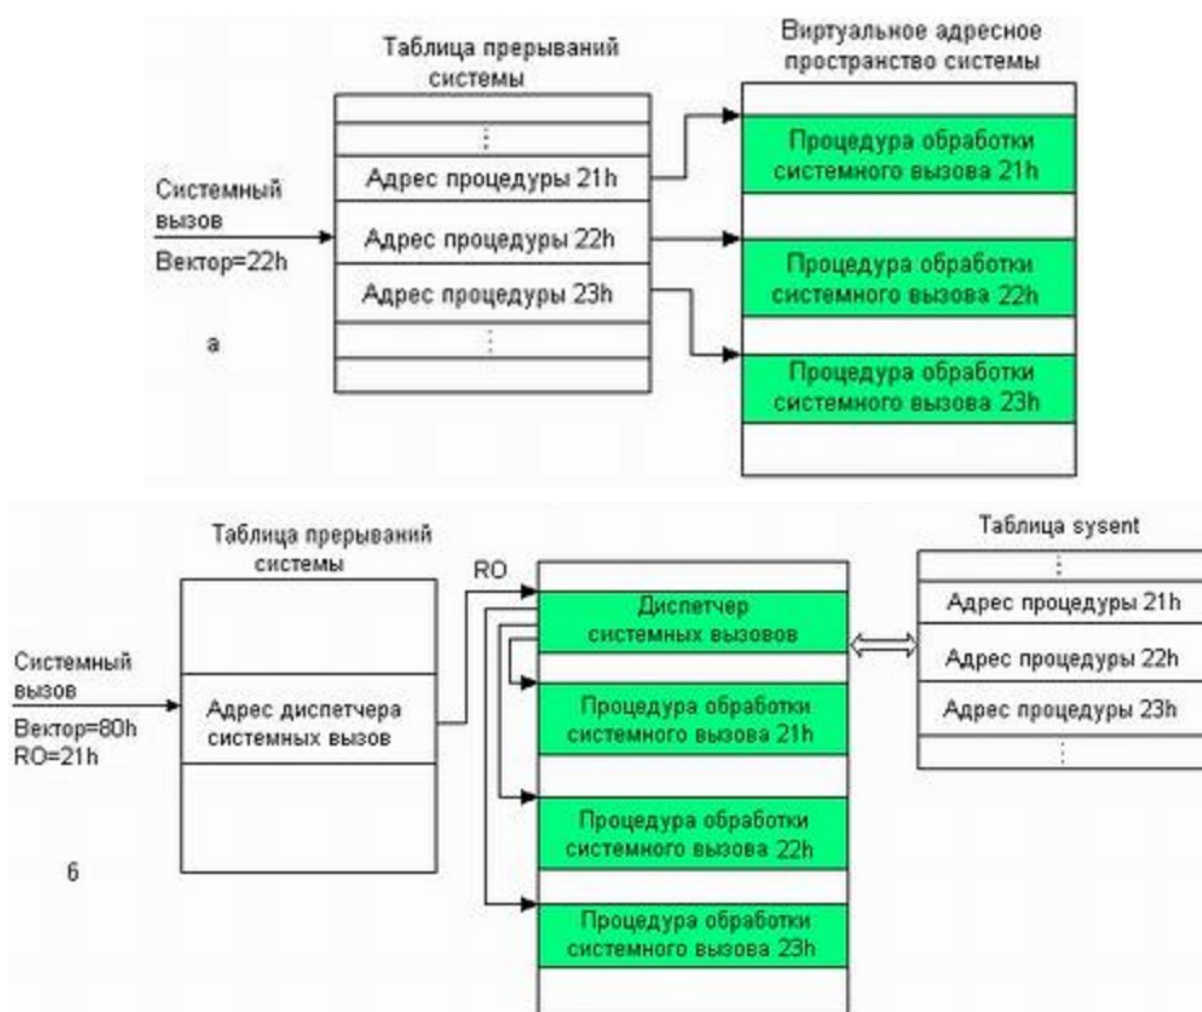 Таблица прерываний
системы
Виртуальное адресное
пространство системы
Системный
вызов
Вектор=22h
Адрес процедуры 21h
Адрес процедуры 22h
Адрес процедуры 23h
Процедура обработки
системного вызова 21h
Процедура обработки
системного вызова 22h
Процедура обработки
системного вызова 23h
а
Таблица прерываний
системы
RO
Таблица sysent
Системный
вызов
Вектор=80h
RO=21h
Адрес диспетчера
системных вызов
Диспетчер
системных вызовов
Процедура обработки
системного вызова 21h
Процедура обработки
системного вызова 22h
Процедура обработки
системного вызова 23h
Адрес процедуры 21h
Адрес процедуры 22h
Адрес процедуры 23h
б